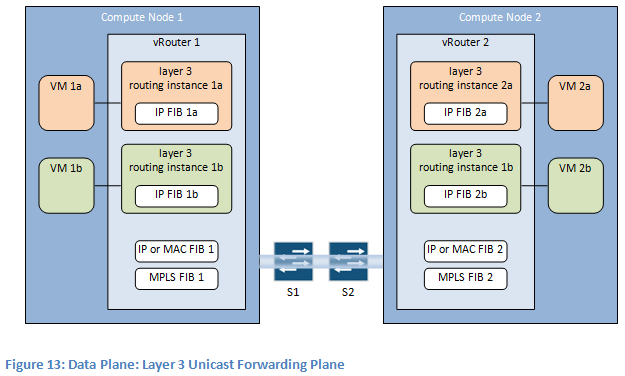 Compute Node 1
vRouter 1
VM 1a
layer 3
routing instance 1a
IP FIB 1a
VM 1b
layer 3
routing instance 1b
IP FIB 1b
IP or MAC FIB 1
MPLS FIB 1
S1
S2
Compute Node 2
vRouter 2
layer 3
routing instance 2a
IP FIB 2a
VM 2a
layer 3
routing instance 1b
IP FIB 2b
VM 2b
IP or MAC FIB 2
MPLS FIB 2
Figure 13: Data Plane: Layer 3 Unicast Forwarding Plane